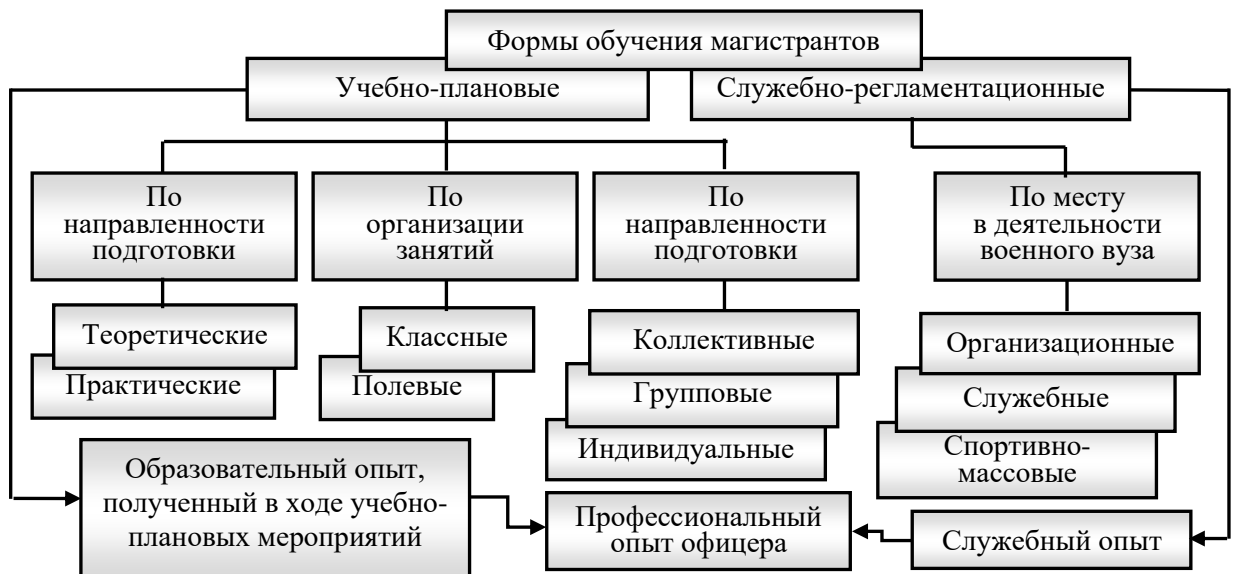 Формы обучения магистрантов
Учебно-плановые
Служебно-регламентационные
По
направленности
подготовки
По
организации
занятий
По
направленности
подготовки
По месту
в деятельности
военного вуза
Теоретические
Практические
Классные
Полевые
Коллективные
Групповые
Индивидуальные
Организационные
Служебные
Спортивно-
массовые
Образовательный опыт,
полученный в ходе учебно-
плановых мероприятий
Профессиональный
опыт офицера
Служебный опыт